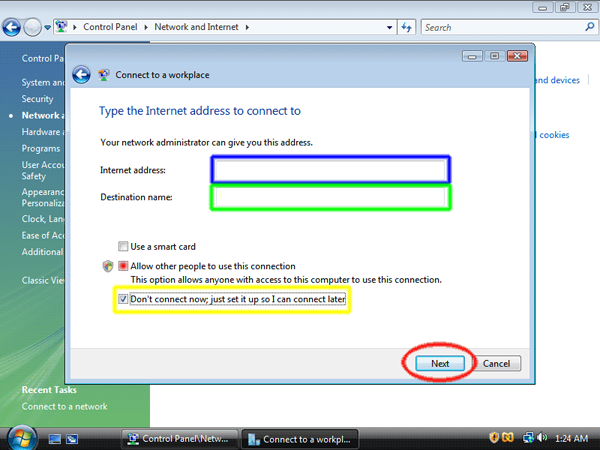 Control Panel ▸ Network and Internet ▸
Search
Control Pa
System and
Security
Network a
Hardware a
Programs
User Accou
Safety
Appearanc
Personaliza
Clock, Lan
Ease of Acc
Additional
Classic View
Recent Tasks
Connect to a network
and devices
cookies
Connect to a workplace
Type the Internet address to connect to
Your network administrator can give you this address.
Internet address:
Destination name:
Use a smart card
Allow other people to use this connection
This option allows anyone with access to this computer to use this connection.
Don't connect now; just set it up so I can connect later
Next
Cancel
Control Panel\Netw...
Connect to a workpl...
1:24 AM